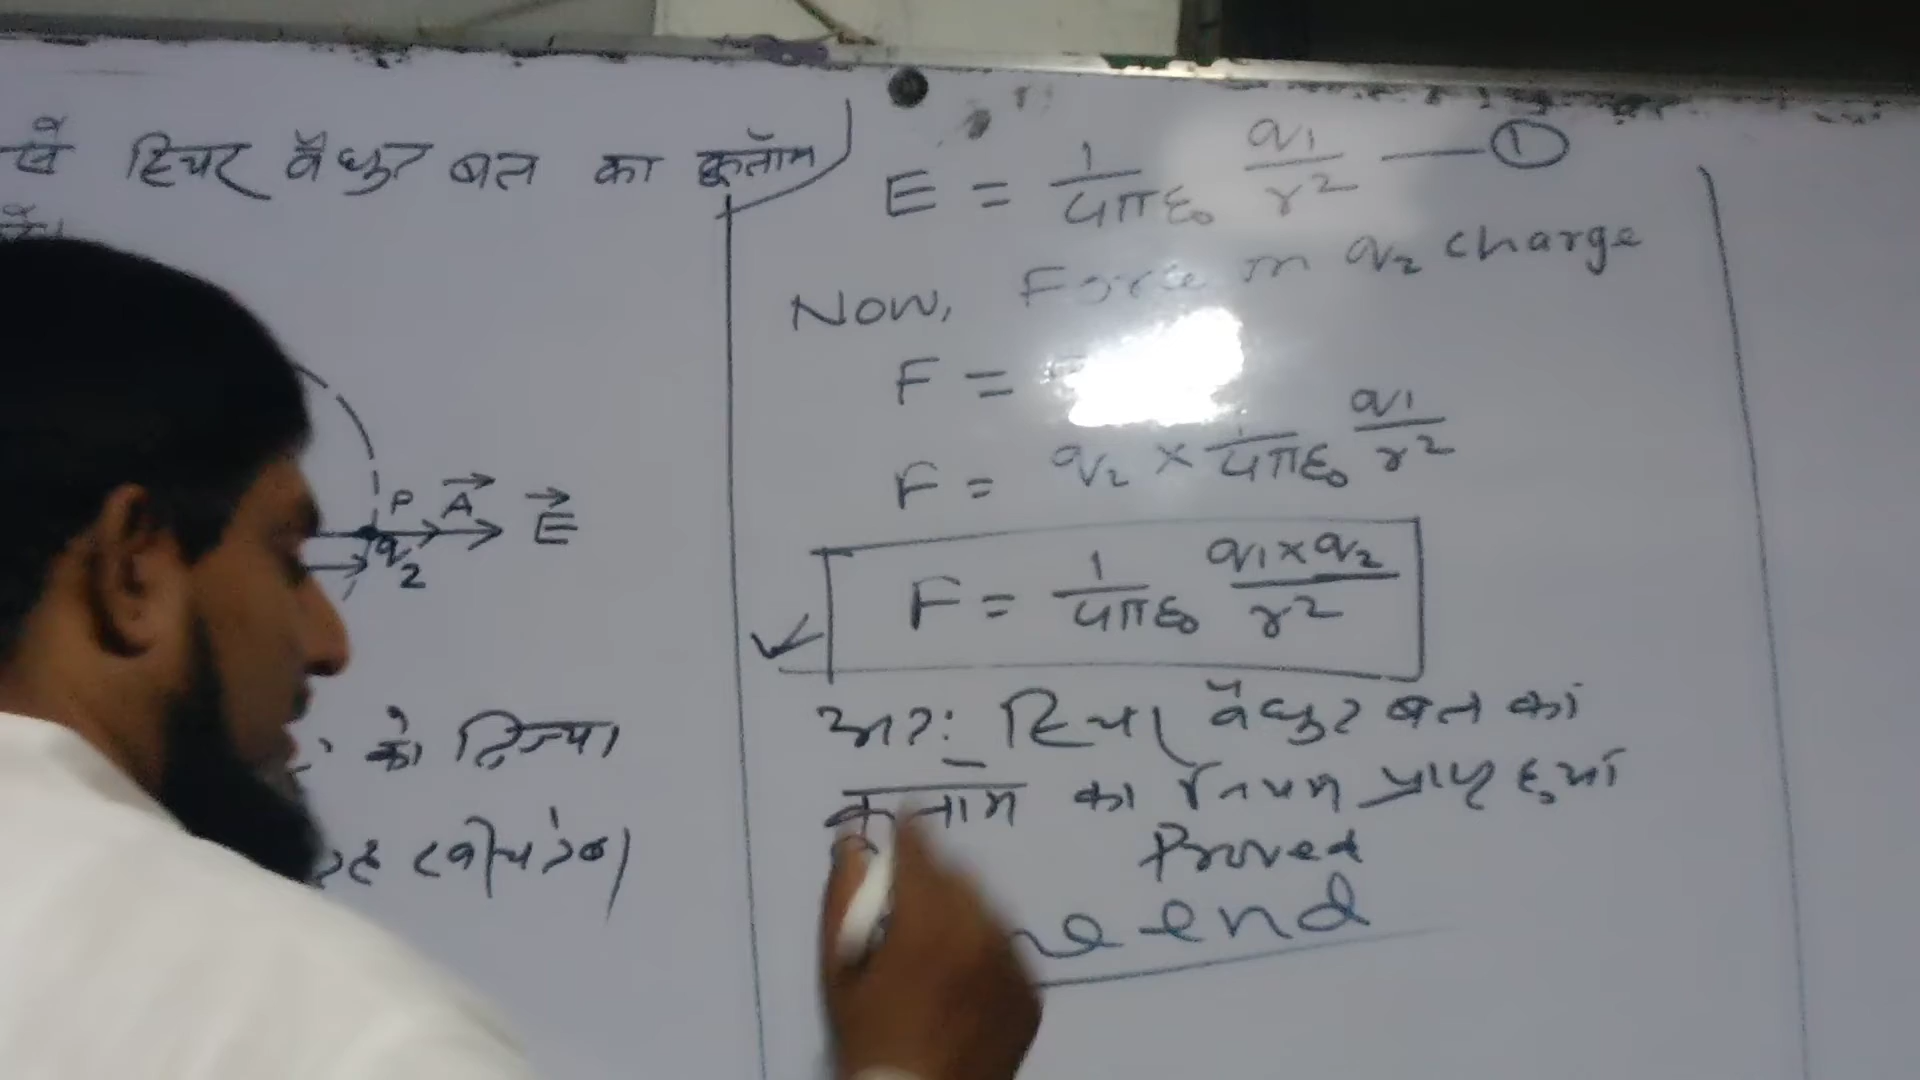 स्थिर वैधुत बल का कूलॉम
P A E
q2
को त्रिज्या
E = 1/4πε₀ q1/r² —— ①
Now, Force on q2 charge
F =
F = q2 × 1/4πε₀ q1/r²
F = 1/4πε₀ q1×q2/r²
अतः स्थिर वैधुत बल का
कूलॉम का नियम प्राप्त हुआ
Proved
end